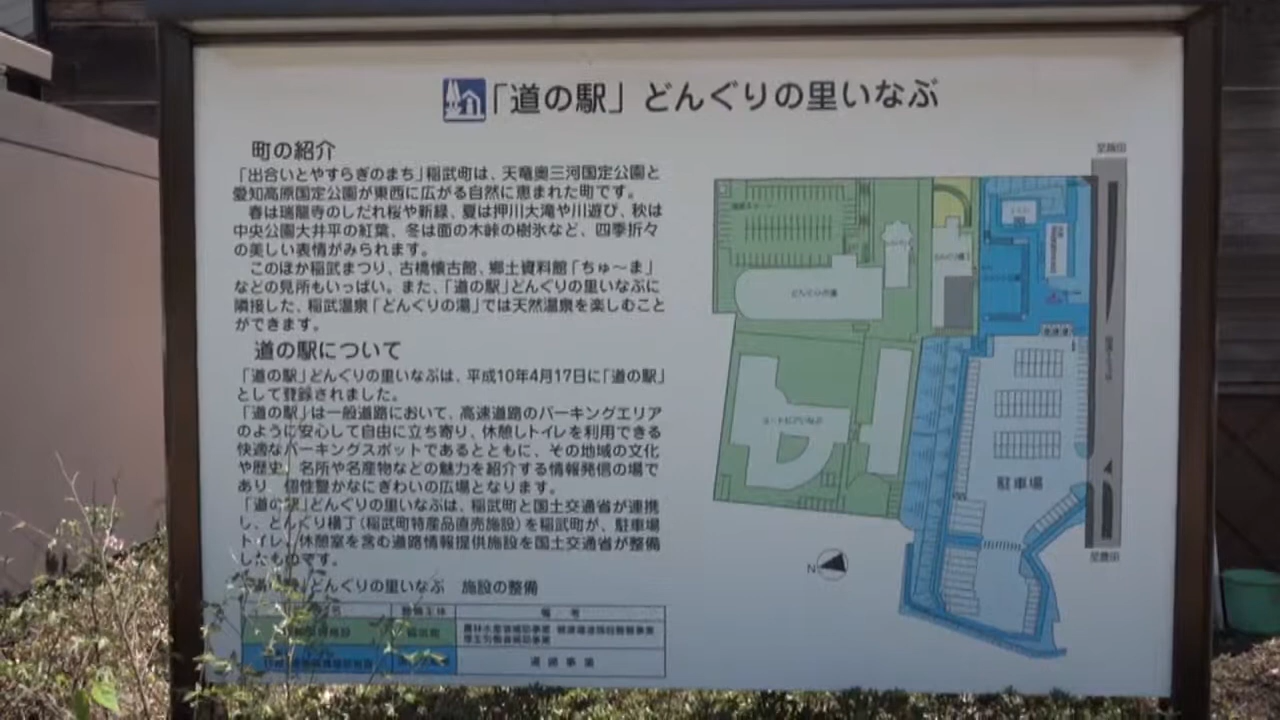 「道の駅」どんぐりの里いなぶ
町の紹介
「出合いとやすらぎのまち」稲武町は、天竜奥三河国定公園と
愛知高原国定公園が東西に広がる自然に恵まれた町です。
春は瑞龍寺のしだれ桜や新緑、夏は押川大滝や川遊び、秋は
中央公園大井平の紅葉、冬は面の木峠の樹氷など、四季折々
の美しい表情がみられます。
このほか稲武まつり、古橋懐古館、郷土資料館「ちゅ〜ま」
などの見所もいっぱい。また、「道の駅」どんぐりの里いなぶに
隣接した、稲武温泉「どんぐりの湯」では天然温泉を楽しむこと
ができます。
道の駅について
「道の駅」どんぐりの里いなぶは、平成10年4月17日に「道の駅」
として登録されました。
「道の駅」は一般道路において、高速道路のパーキングエリア
のように安心して自由に立ち寄り、休憩しトイレを利用できる
快適なパーキングスポットであるとともに、その地域の文化
や歴史、名所や名産物などの魅力を紹介する情報発信の場で
あり、個性豊かなにぎわいの広場となります。
「道の駅」どんぐりの里いなぶは、稲武町と国土交通省が連携
し、どんぐり横丁(稲武町特産品直売施設)を稲武町が、駐車場
トイレ、休憩室を含む道路情報提供施設を国土交通省が整備
したものです。
「道の駅」どんぐりの里いなぶ 施設の整備
整備主体 備考
稲武町
道路事業
至飯田
どんぐりの湯
駐車場
N
至豊田